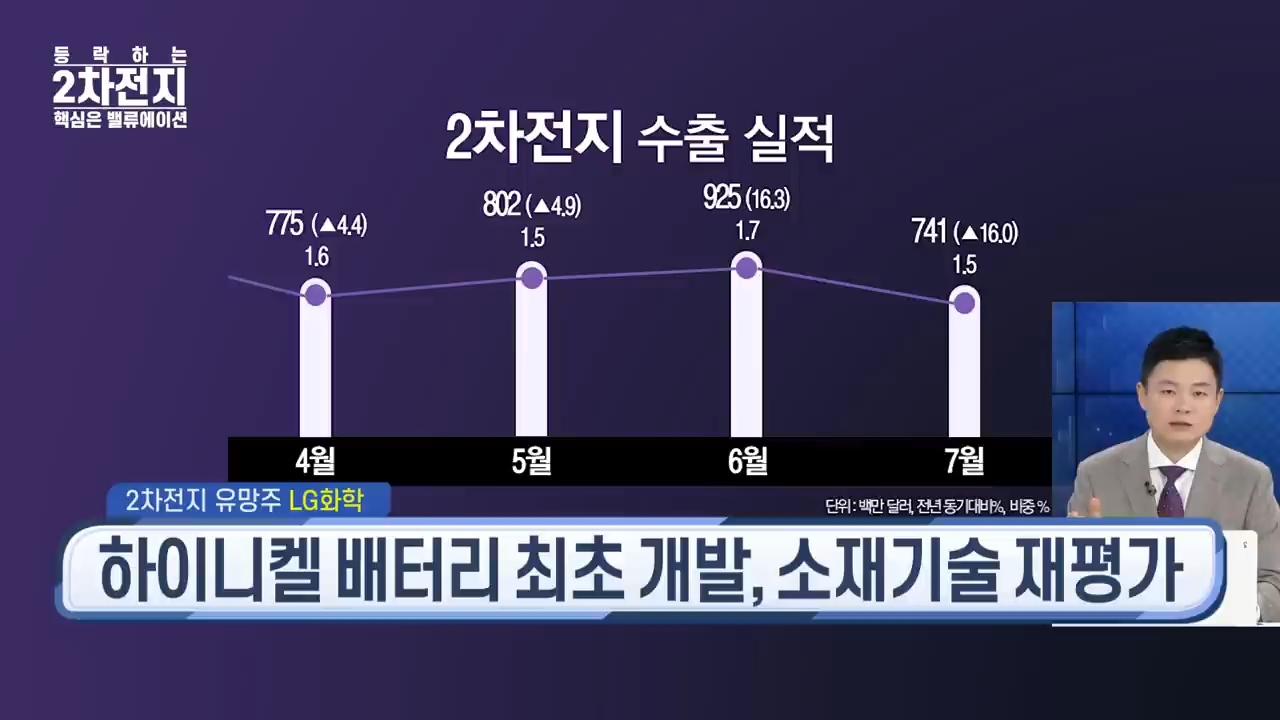 등락하는
2차전지
핵심은 밸류에이션
2차전지 수출 실적
775 (▲4.4)
1.6
802 (▲4.9)
1.5
925 (16.3)
1.7
741 (▲16.0)
1.5
4월
5월
6월
7월
단위 : 백만 달러, 전년 동기대비%, 비중 %
2차전지 유망주 LG화학
하이니켈 배터리 최초 개발, 소재기술 재평가